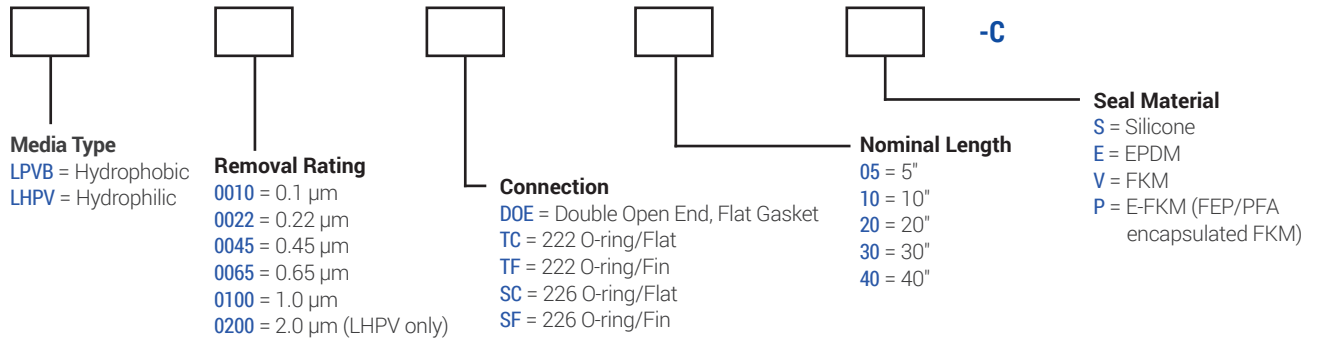 -C
Media Type
LPVB = Hydrophobic
LHPV = Hydrophilic
Removal Rating
0010 = 0.1 µm
0022 = 0.22 µm
0045 = 0.45 µm
0065 = 0.65 µm
0100 = 1.0 µm
0200 = 2.0 µm (LHPV only)
Connection
DOE = Double Open End, Flat Gasket
TC = 222 O-ring/Flat
TF = 222 O-ring/Fin
SC = 226 O-ring/Flat
SF = 226 O-ring/Fin
Nominal Length
05 = 5"
10 = 10"
20 = 20"
30 = 30"
40 = 40"
Seal Material
S = Silicone
E = EPDM
V = FKM
P = E-FKM (FEP/PFA
encapsulated FKM)